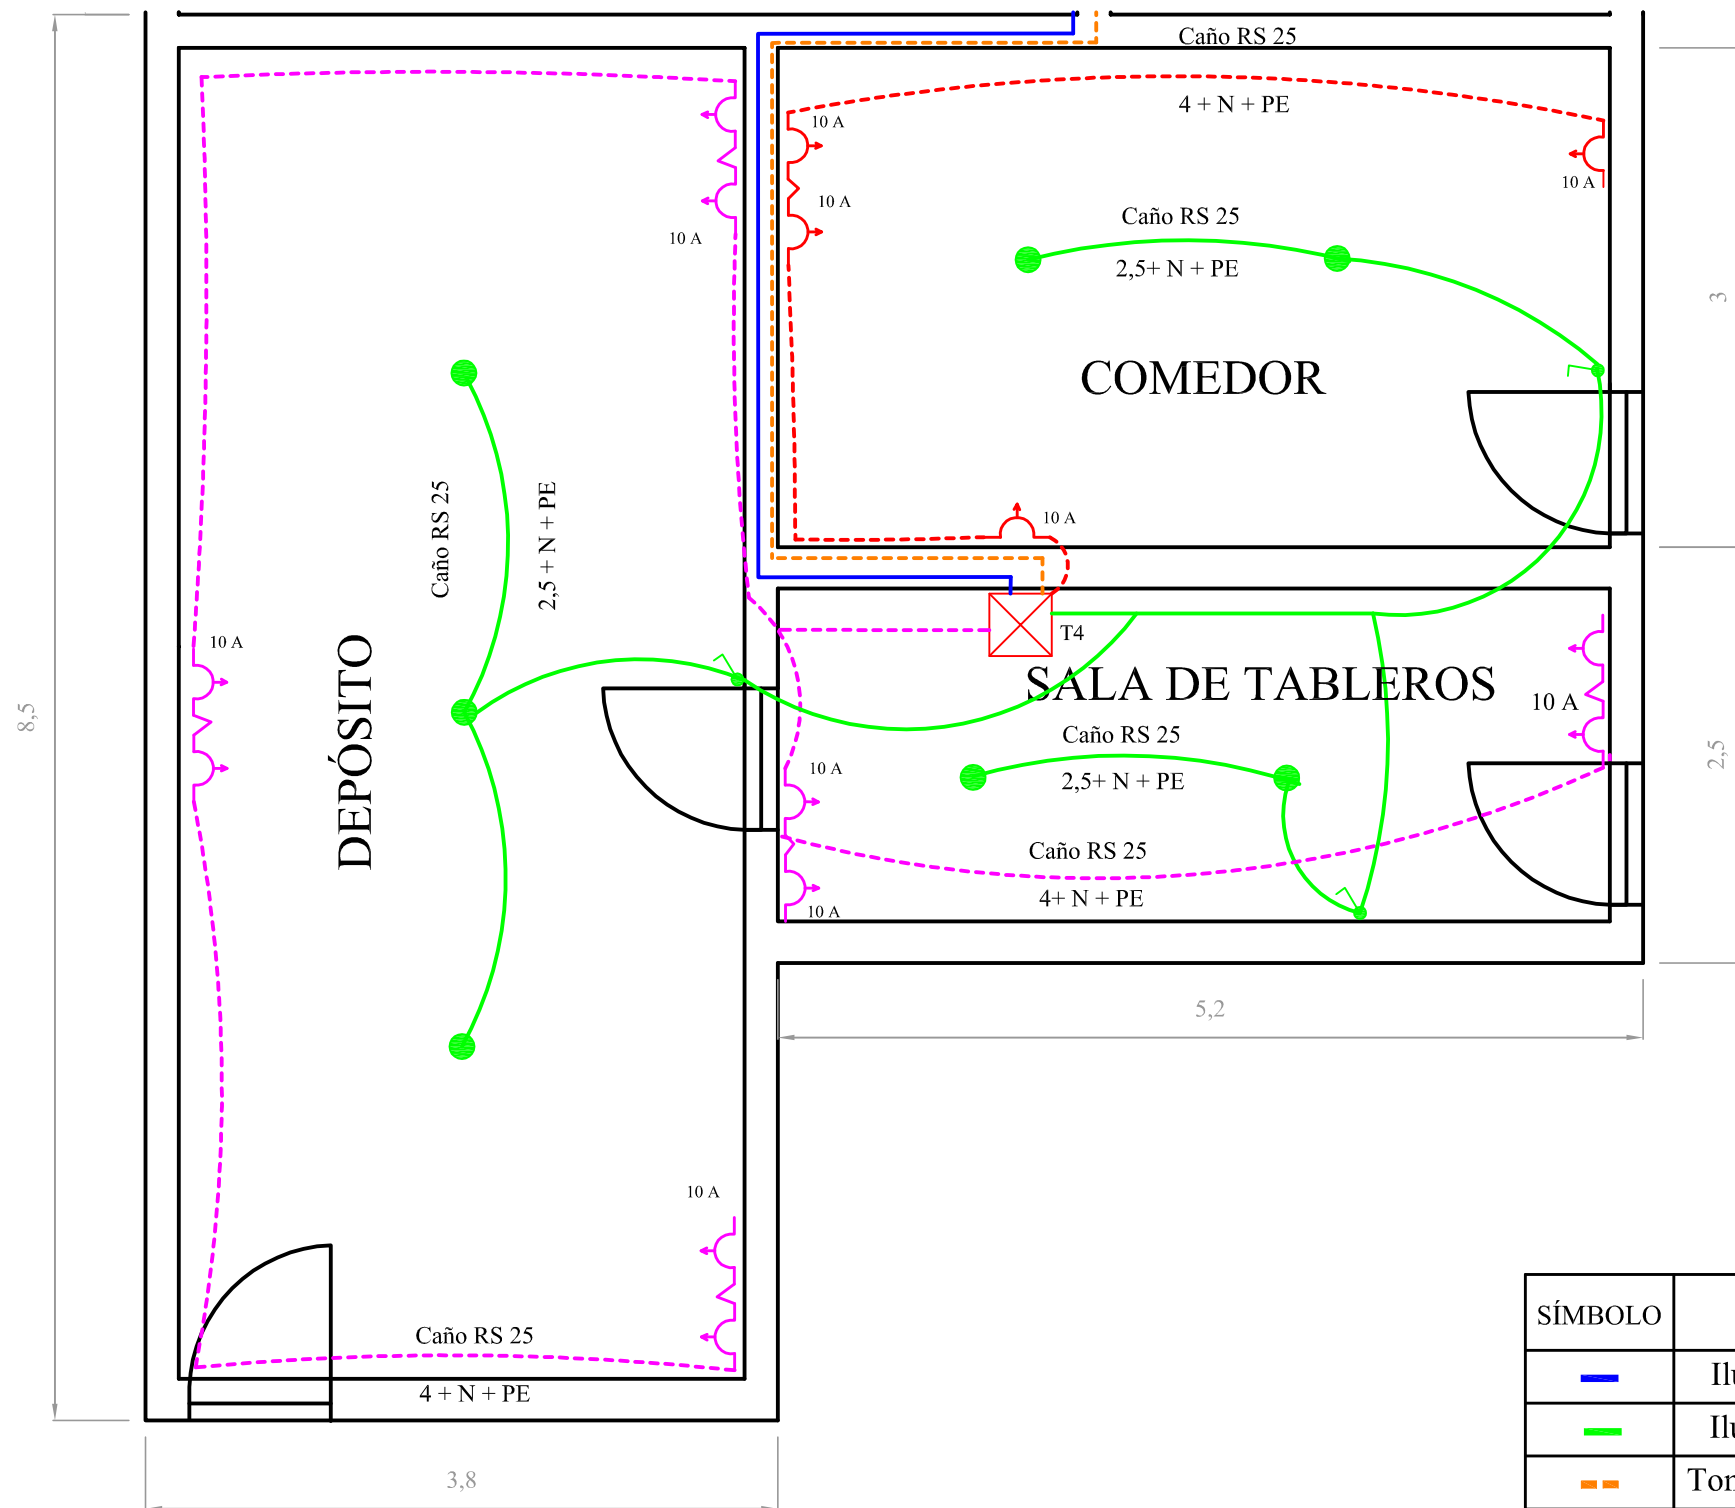 Caño RS 25
4 + N + PE
10 A
10 A
10 A
10 A
Caño RS 25
2,5+ N + PE
COMEDOR
3
Caño RS 25
2,5 + N + PE
10 A
10 A
T4
SALA DE TABLEROS
10 A
DEPÓSITO
8,5
2,5
Caño RS 25
2,5+ N + PE
10 A
Caño RS 25
4+ N + PE
10 A
5,2
10 A
Caño RS 25
4 + N + PE
3,8
SÍMBOLO